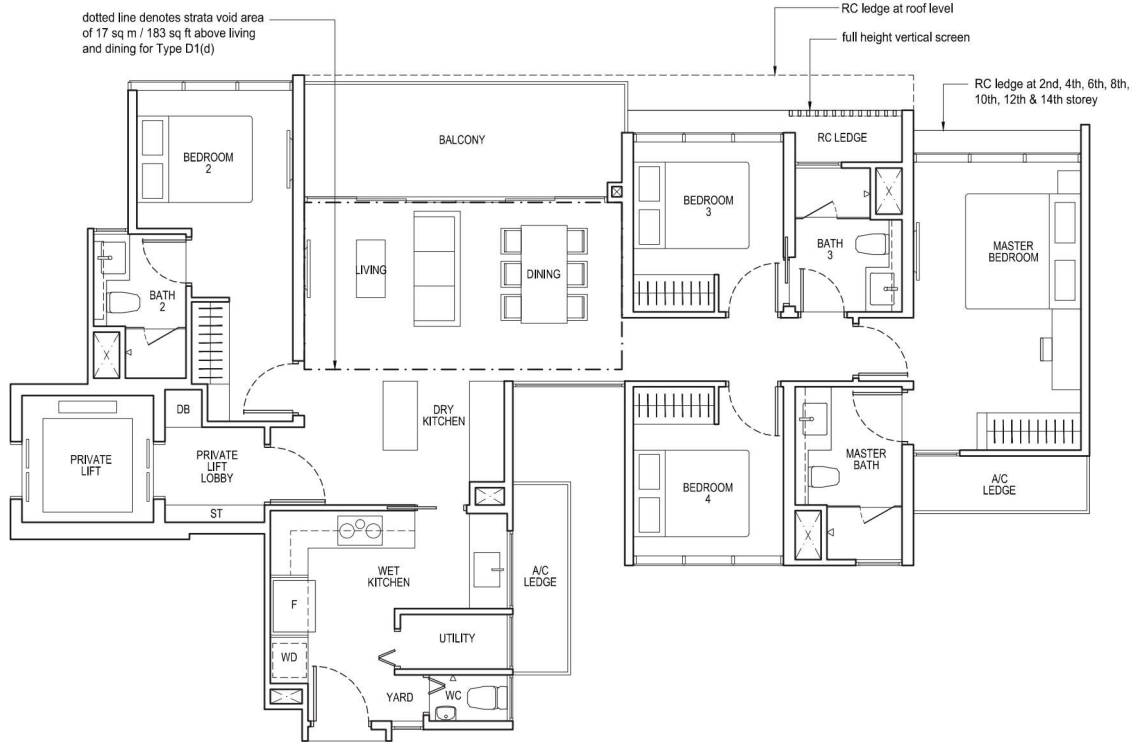 dotted line denotes strata void area
of 17 sq m / 183 sq ft above living
and dining for Type D1(d)
RC ledge at roof level
full height vertical screen
RC ledge at 2nd, 4th, 6th, 8th,
10th, 12th & 14th storey
BALCONY
RC LEDGE
BEDROOM
2
BEDROOM
3
BATH
3
MASTER
BEDROOM
LIVING
DINING
BATH
2
X
X
X
DB
DRY
KITCHEN
PRIVATE
LIFT
PRIVATE
LIFT
LOBBY
ST
BEDROOM
4
MASTER
BATH
A/C
LEDGE
X
X
WET
KITCHEN
A/C
LEDGE
F
UTILITY
WD
X
YARD
WC